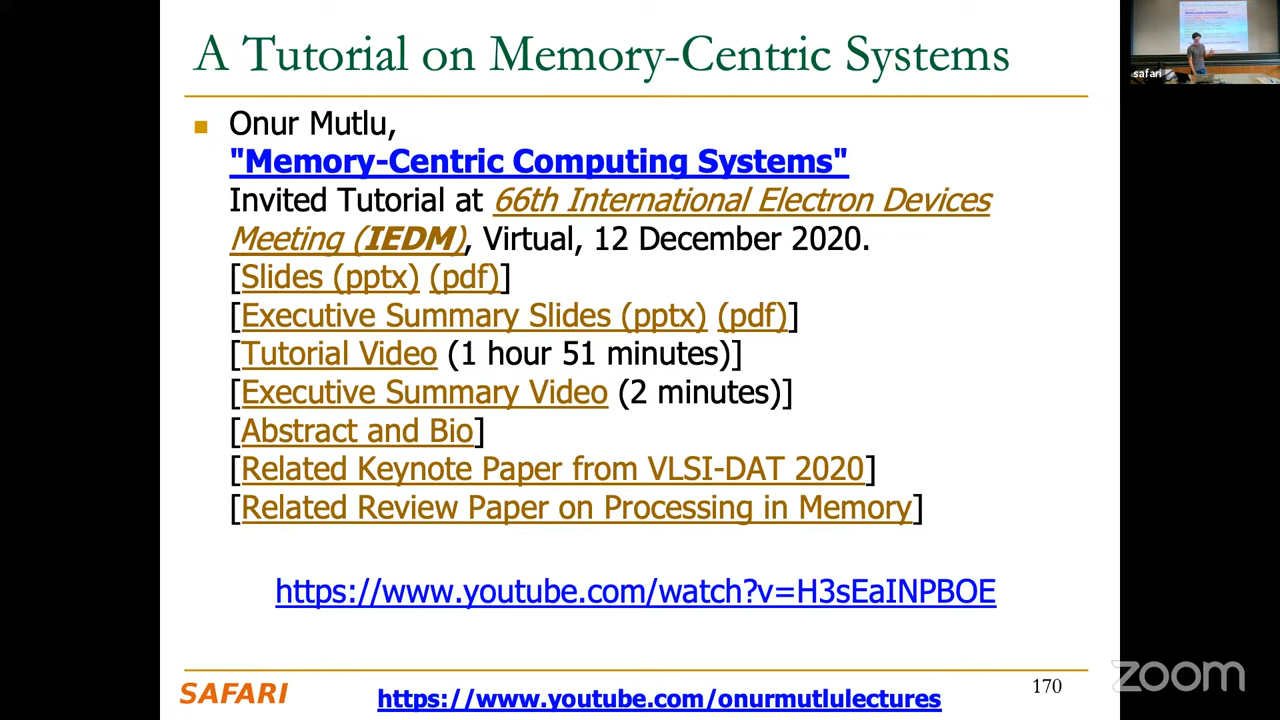 A Tutorial on Memory-Centric Systems
safari
Onur Mutlu,
"Memory-Centric Computing Systems"
Invited Tutorial at 66th International Electron Devices
Meeting (IEDM), Virtual, 12 December 2020.
[Slides (pptx) (pdf)]
[Executive Summary Slides (pptx) (pdf)]
[Tutorial Video (1 hour 51 minutes)]
[Executive Summary Video (2 minutes)]
[Abstract and Bio]
[Related Keynote Paper from VLSI-DAT 2020]
[Related Review Paper on Processing in Memory]
https://www.youtube.com/watch?v=H3sEaINPBOE
SAFARI
https://www.youtube.com/onurmutlulectures
170
zoom